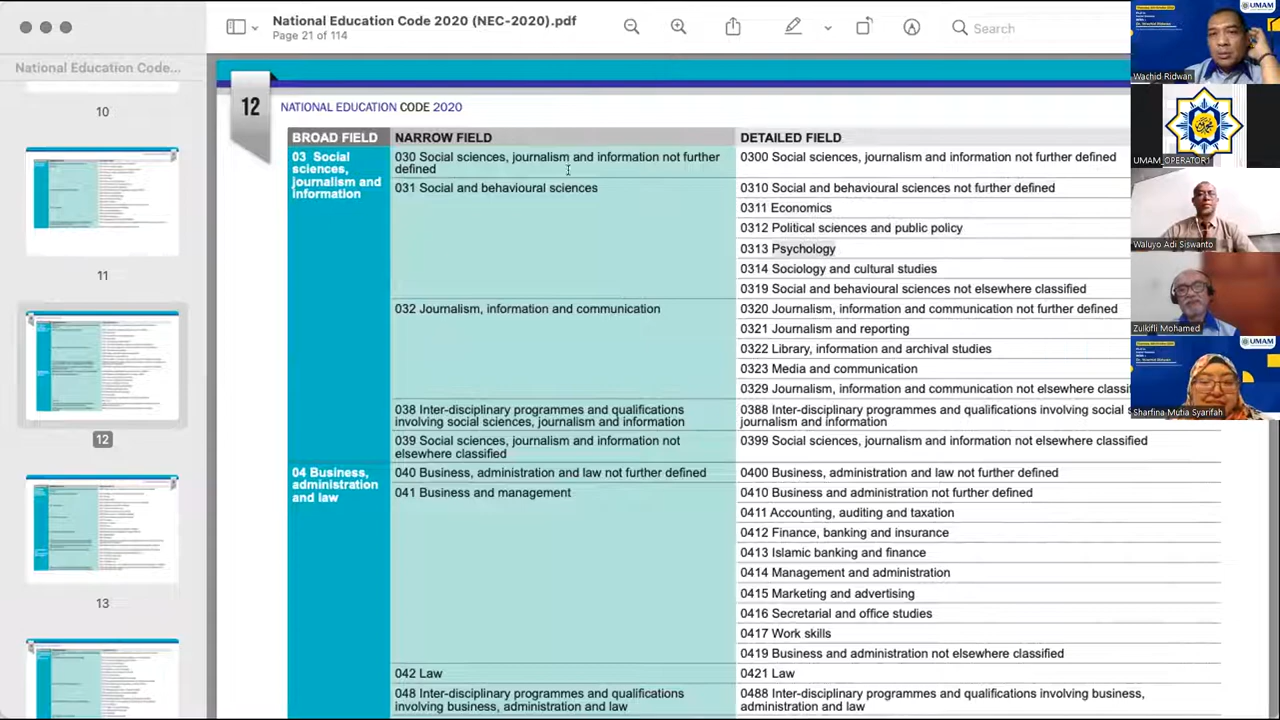 National Education Code 2020 (NEC-2020).pdf
Page 21 of 114
Search
National Education Code...
10
11
12
13
12
NATIONAL EDUCATION CODE 2020
BROAD FIELD
NARROW FIELD
DETAILED FIELD
03 Social
sciences,
journalism and
information
030 Social sciences, journalism and information not further
defined
0300 Social sciences, journalism and information not further defined
031 Social and behavioural sciences
0310 Social and behavioural sciences not further defined
0311 Economics
0312 Political sciences and public policy
0313 Psychology
0314 Sociology and cultural studies
0319 Social and behavioural sciences not elsewhere classified
032 Journalism, information and communication
0320 Journalism, information and communication not further defined
0321 Journalism and reporting
0322 Library, information and archival studies
0323 Media and communication
0329 Journalism, information and communication not elsewhere classif
038 Inter-disciplinary programmes and qualifications
involving social sciences, journalism and information
0388 Inter-disciplinary programmes and qualifications involving social s
journalism and information
039 Social sciences, journalism and information not
elsewhere classified
0399 Social sciences, journalism and information not elsewhere classified
04 Business,
administration
and law
040 Business, administration and law not further defined
0400 Business, administration and law not further defined
041 Business and management
0410 Business and administration not further defined
0411 Accounting, auditing and taxation
0412 Finance, banking and insurance
0413 Islamic banking and finance
0414 Management and administration
0415 Marketing and advertising
0416 Secretarial and office studies
0417 Work skills
0419 Business and administration not elsewhere classified
042 Law
0421 Law
048 Inter-disciplinary programmes and qualifications
involving business, administration and law
0488 Inter-disciplinary programmes and qualifications involving business,
administration and law
UMAM
Wachid Ridwan
UMAM_OPERATOR1
Waluyo Adi Siswanto
Zulkifli Mohamed
UMAM
Sharfina Mutia Syarifah